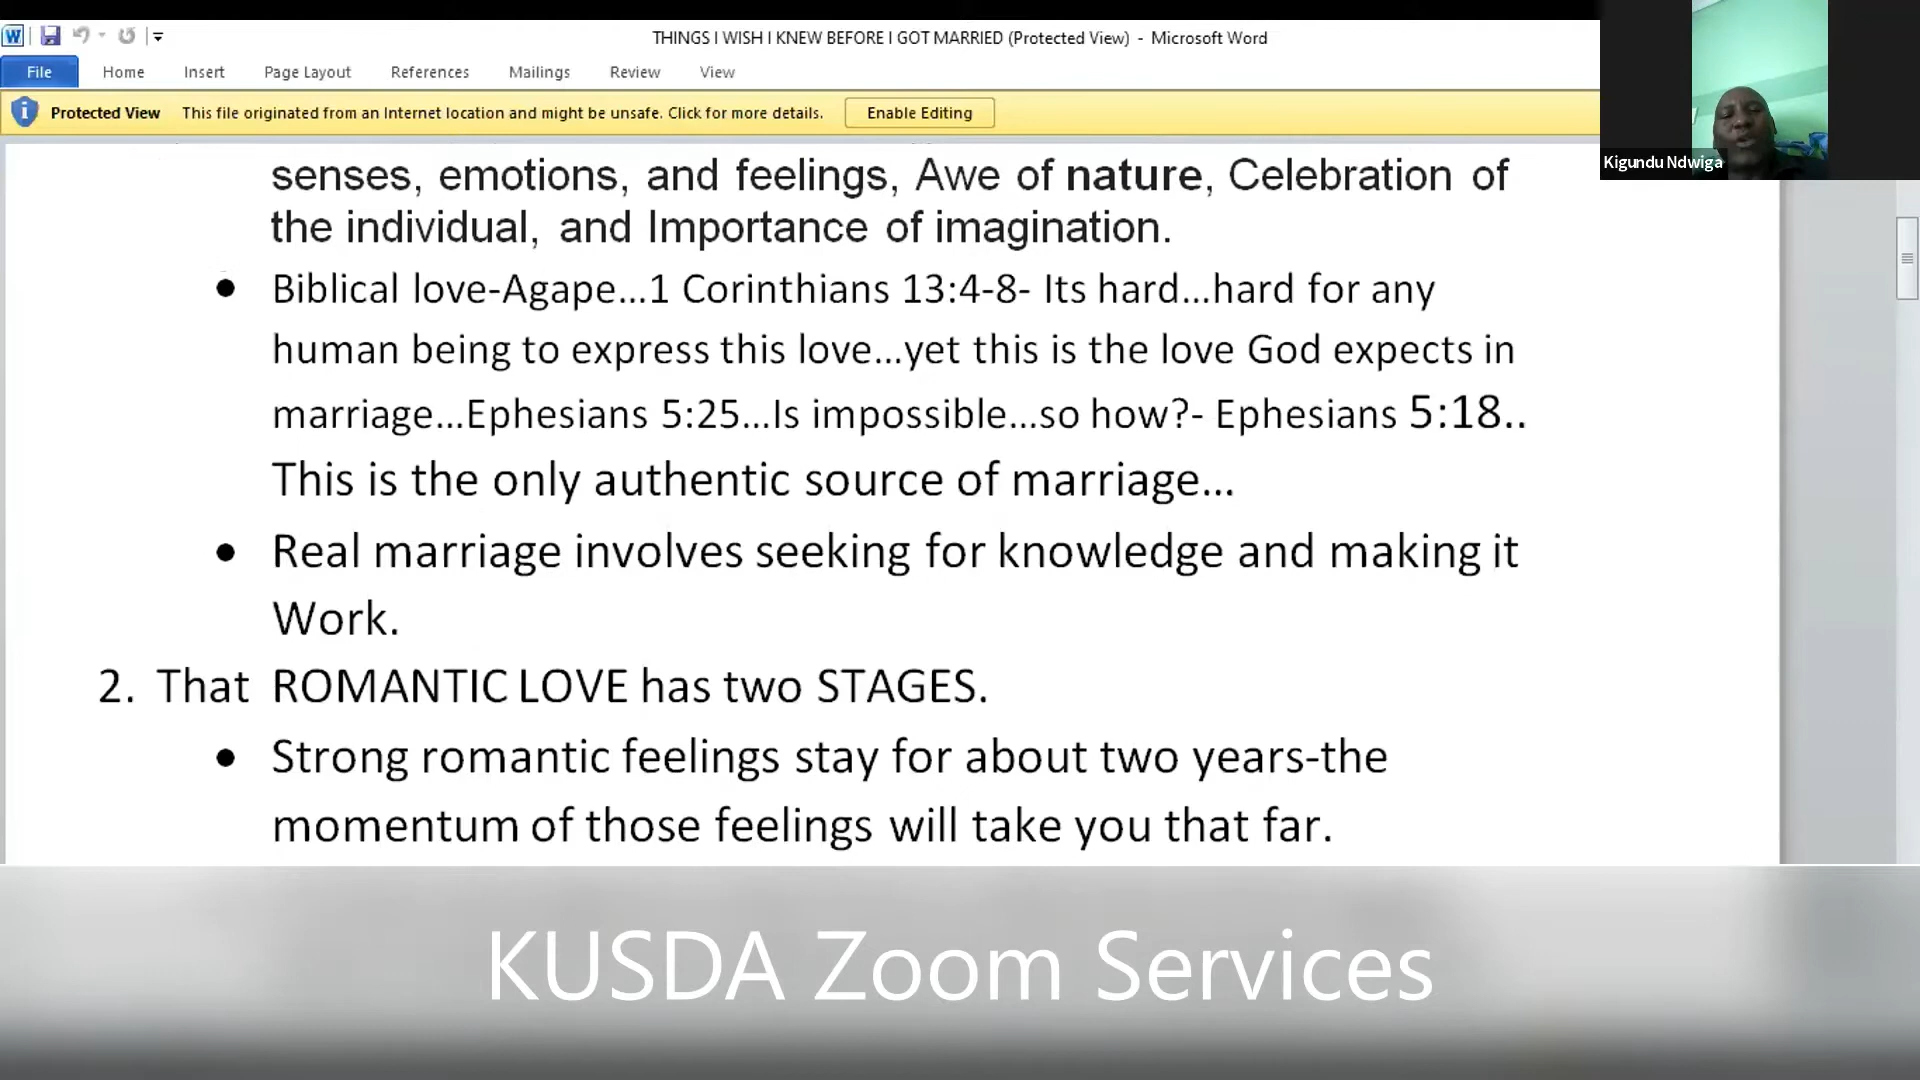 THINGS I WISH I KNEW BEFORE I GOT MARRIED (Protected View) - Microsoft Word
File Home Insert Page Layout References Mailings Review View
Protected View This file originated from an Internet location and might be unsafe. Click for more details. Enable Editing
Kigundu Ndwiga
senses, emotions, and feelings, Awe of nature, Celebration of
the individual, and Importance of imagination.
• Biblical love-Agape...1 Corinthians 13:4-8- Its hard...hard for any
human being to express this love...yet this is the love God expects in
marriage...Ephesians 5:25...Is impossible...so how?- Ephesians 5:18..
This is the only authentic source of marriage...
• Real marriage involves seeking for knowledge and making it
Work.
2. That ROMANTIC LOVE has two STAGES.
• Strong romantic feelings stay for about two years-the
momentum of those feelings will take you that far.
KUSDA Zoom Services